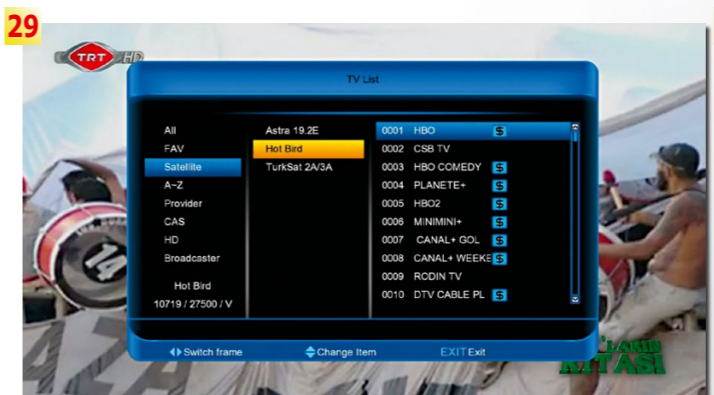 29
TRT HD
TV List
All
FAV
Satellite
A~Z
Provider
CAS
HD
Broadcaster
Hot Bird
10719 / 27500 / V
Astra 19.2E
Hot Bird
TurkSat 2A/3A
0001 HBO $
0002 CSB TV
0003 HBO COMEDY $
0004 PLANETE+ $
0005 HBO2 $
0006 MINIMINI+ $
0007 CANAL+ GOL $
0008 CANAL+ WEEKE $
0009 RODIN TV
0010 DTV CABLE PL $
Switch frame
Change Item
EXIT Exit
14